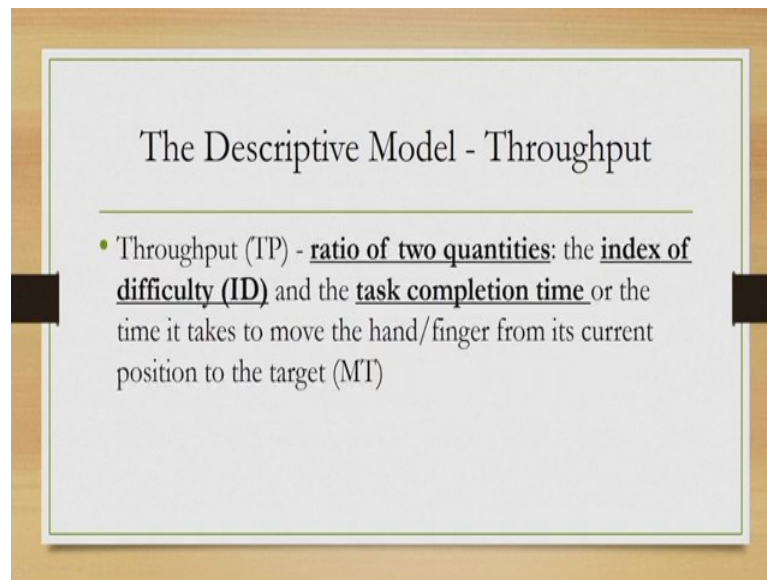 The Descriptive Model - Throughput
• Throughput (TP) - ratio of two quantities: the index of
difficulty (ID) and the task completion time or the
time it takes to move the hand/finger from its current
position to the target (MT)